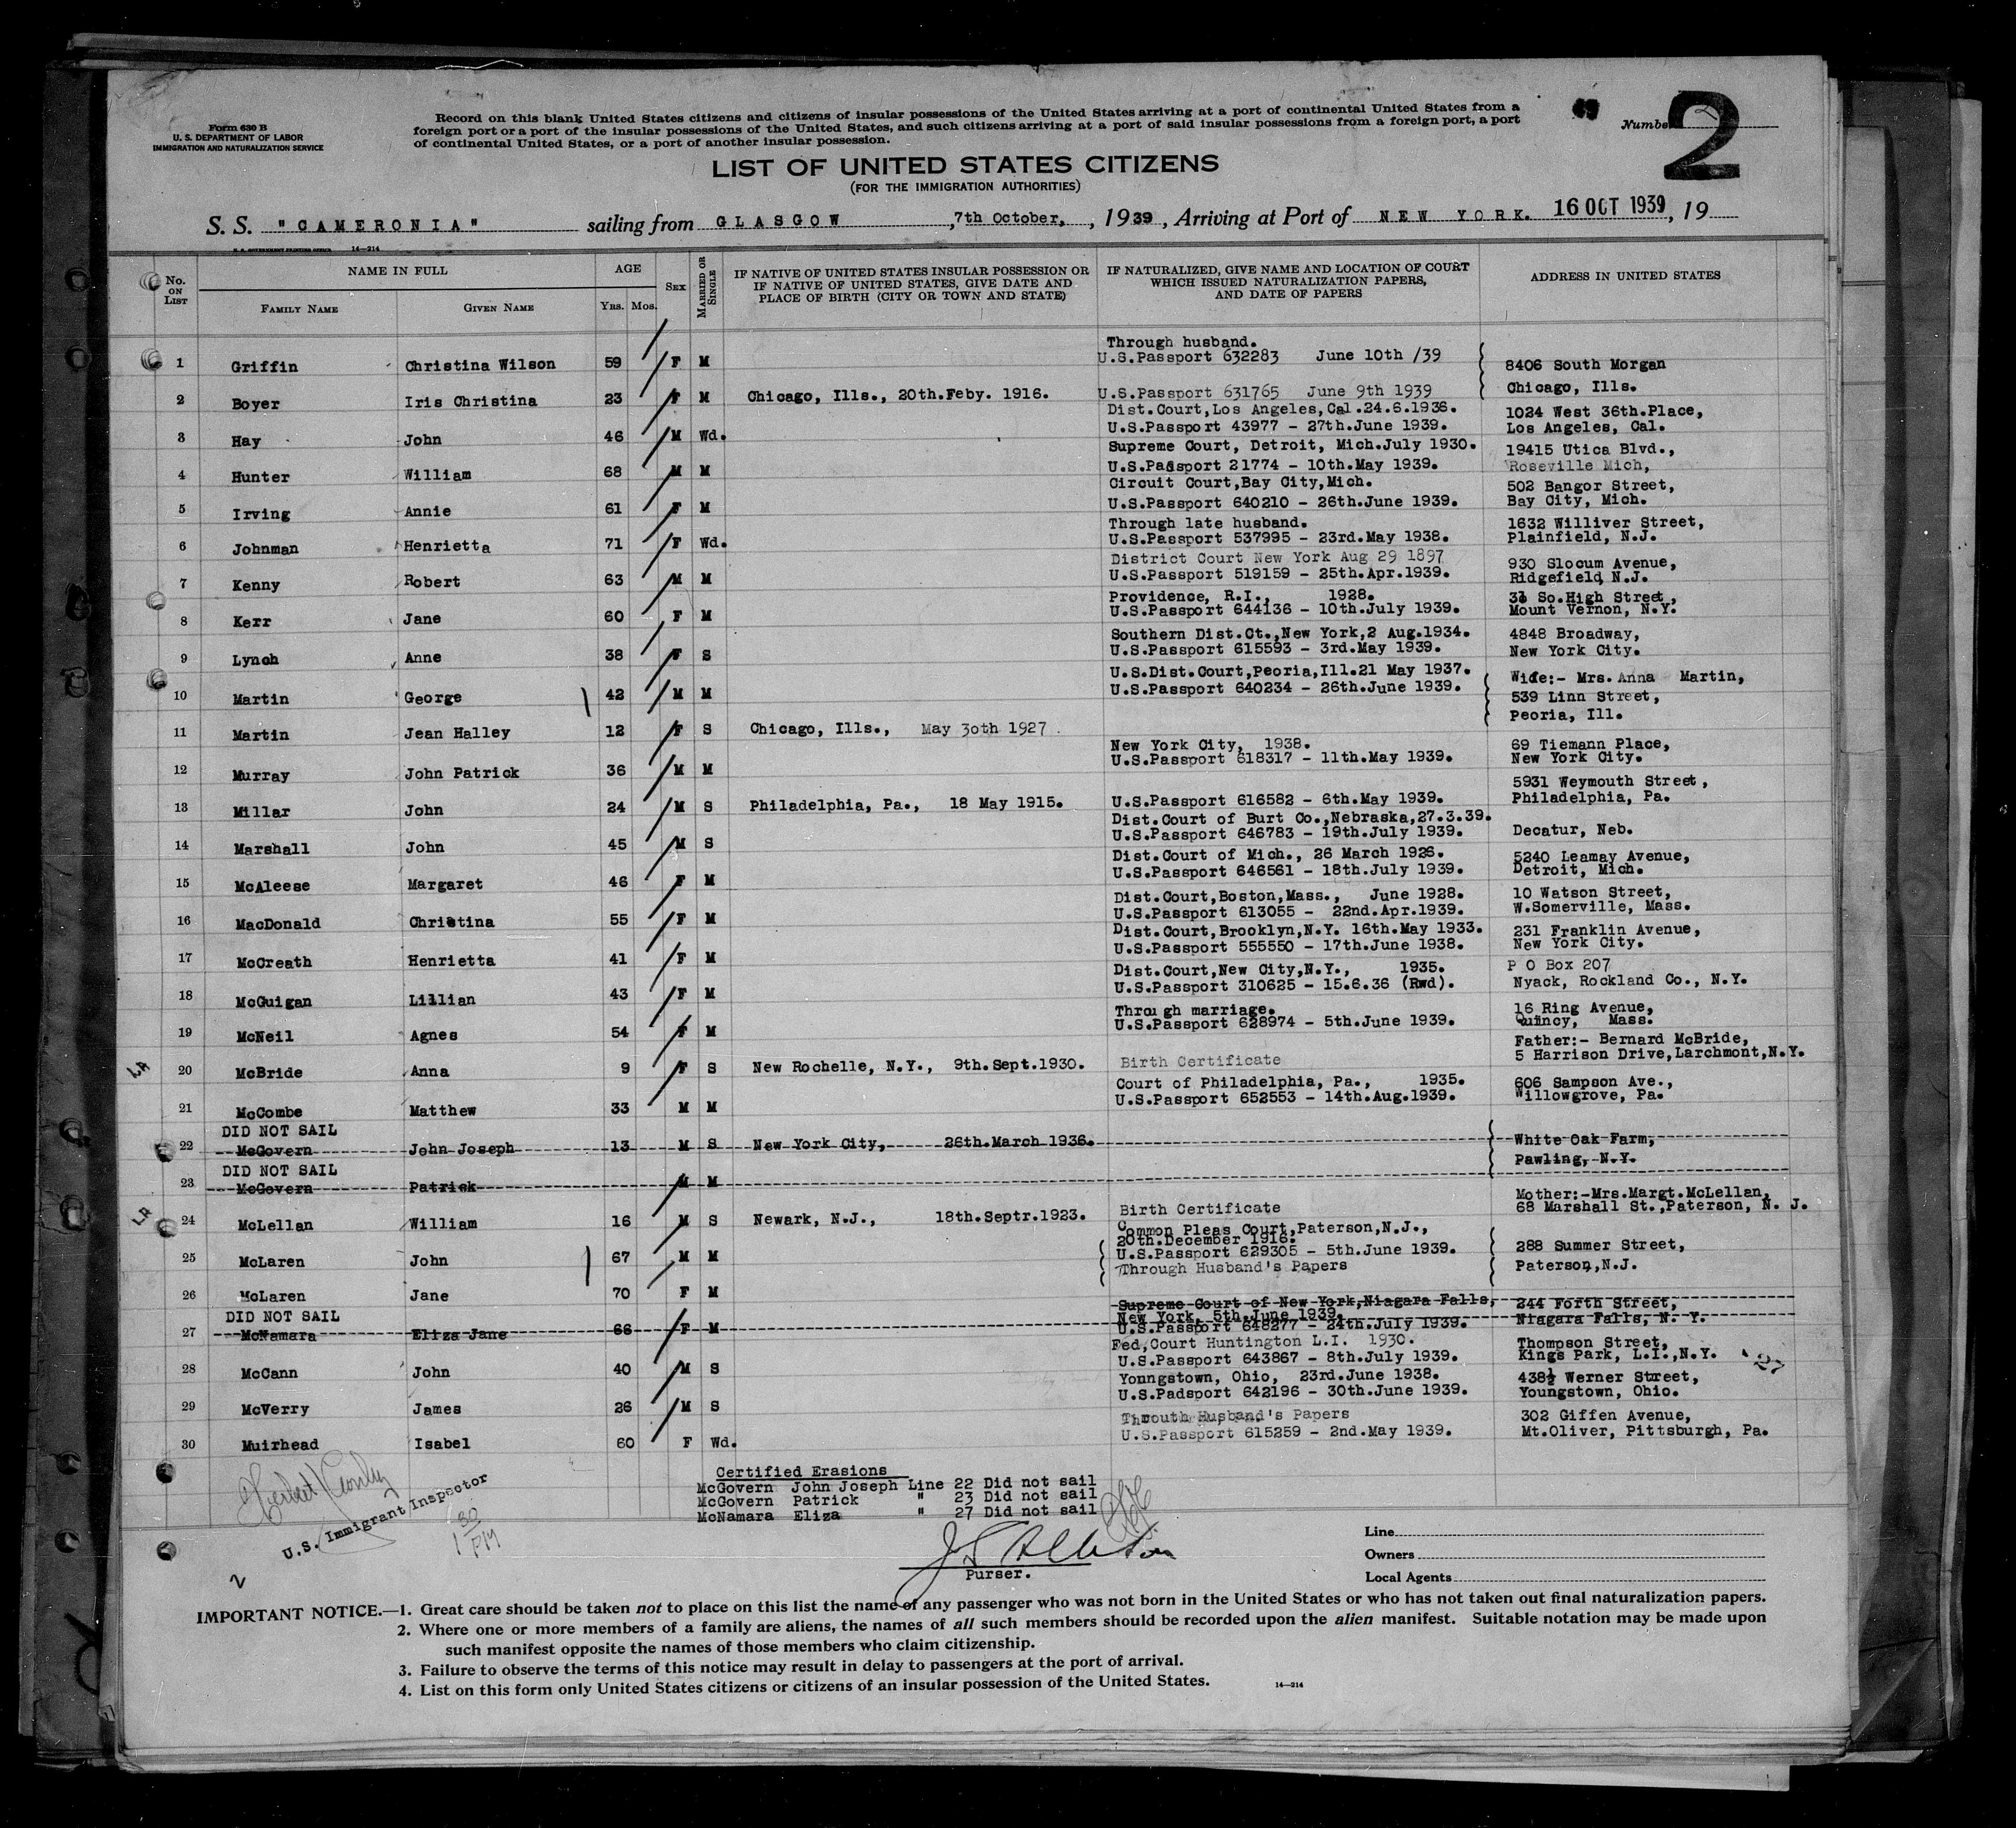 Form 630 B
U. S. DEPARTMENT OF LABOR
IMMIGRATION AND NATURALIZATION SERVICE
Record on this blank United States citizens and citizens of insular possessions of the United States arriving at a port of continental United States from a
foreign port or a port of the insular possessions of the United States, and such citizens arriving at a port of said insular possessions from a foreign port, a port
of continental United States, or a port of another insular possession.
Number 2
LIST OF UNITED STATES CITIZENS
(FOR THE IMMIGRATION AUTHORITIES)
S. S. "CAMERONIA" sailing from GLASGOW, 7th October, 1939, Arriving at Port of NEW YORK. 16 OCT 1939, 19
U. S. GOVERNMENT PRINTING OFFICE 14—214
No. ON LIST
NAME IN FULL
FAMILY NAME
GIVEN NAME
AGE
YRS. MOS.
SEX
MARRIED OR SINGLE
IF NATIVE OF UNITED STATES INSULAR POSSESSION OR
IF NATIVE OF UNITED STATES, GIVE DATE AND
PLACE OF BIRTH (CITY OR TOWN AND STATE)
IF NATURALIZED, GIVE NAME AND LOCATION OF COURT
WHICH ISSUED NATURALIZATION PAPERS,
AND DATE OF PAPERS
ADDRESS IN UNITED STATES
Through husband.
1 Griffin Christina Wilson 59 F M U.S.Passport 632283 June 10th /39 8406 South Morgan
Chicago, Ills.
2 Boyer Iris Christina 23 F M Chicago, Ills., 20th.Feby. 1916. U.S.Passport 631765 June 9th 1939
Dist.Court,Los Angeles,Cal.24.6.1936. 1024 West 36th.Place,
3 Hay John 46 M Wd. U.S.Passport 43977 - 27th.June 1939. Los Angeles, Cal.
Supreme Court, Detroit, Mich.July 1930. 19415 Utica Blvd.,
4 Hunter William 68 M M U.S.Padsport 21774 - 10th.May 1939. Roseville Mich,
Circuit Court,Bay City,Mich. 502 Bangor Street,
5 Irving Annie 61 F M U.S.Passport 640210 - 26th.June 1939. Bay City, Mich.
Through late husband. 1632 Williver Street,
6 Johnman Henrietta 71 F Wd. U.S.Passport 537995 - 23rd.May 1938. Plainfield, N.J.
District Court New York Aug 29 1897 930 Slocum Avenue,
7 Kenny Robert 63 M M U.S.Passport 519159 - 25th.Apr.1939. Ridgefield, N.J.
Providence, R.I., 1928. So.High Street,
8 Kerr Jane 60 F M U.S.Passport 644136 - 10th.July 1939. Mount Vernon, N.Y.
Southern Dist.Ct.,New York,2 Aug.1934. 4848 Broadway,
9 Lynch Anne 38 F S U.S.Passport 615593 - 3rd.May 1939. New York City.
U.S.Dist.Court,Peoria,Ill.21 May 1937. Wife:- Mrs. Anna Martin,
10 Martin George 42 M M U.S.Passport 640234 - 26th.June 1939. 539 Linn Street,
Peoria, Ill.
11 Martin Jean Halley 12 F S Chicago, Ills., May 30th 1927.
New York City, 1938. 69 Tiemann Place,
12 Murray John Patrick 36 M M U.S.Passport 618317 - 11th.May 1939. New York City.
5931 Weymouth Street,
13 Millar John 24 M S Philadelphia, Pa., 18 May 1915. U.S.Passport 616582 - 6th.May 1939. Philadelphia, Pa.
Dist.Court of Burt Co.,Nebraska,27.3.39.
14 Marshall John 45 M S U.S.Passport 646783 - 19th.July 1939. Decatur, Neb.
Dist.Court of Mich., 26 March 1926. 5240 Leamay Avenue,
15 McAleese Margaret 46 F M U.S.Passport 646561 - 18th.July 1939. Detroit, Mich.
Dist.Court,Boston,Mass., June 1928. 10 Watson Street,
16 MacDonald Christina 55 F M U.S.Passport 613055 - 22nd.Apr.1939. W.Somerville, Mass.
Dist.Court,Brooklyn,N.Y. 16th.May 1933. 231 Franklin Avenue,
17 McCreath Henrietta 41 F M U.S.Passport 555550 - 17th.June 1938. New York City.
Dist.Court,New City,N.Y., 1935. P O Box 207
18 McGuigan Lillian 43 F M U.S.Passport 310625 - 15.6.36 (Rwd). Nyack, Rockland Co., N.Y.
Through marriage. 16 Ring Avenue,
19 McNeil Agnes 54 F M U.S.Passport 628974 - 5th.June 1939. Quincy, Mass.
Father:- Bernard McBride,
LA 20 McBride Anna 9 F S New Rochelle, N.Y., 9th.Sept.1930. Birth Certificate 5 Harrison Drive,Larchmont,N.Y.
Court of Philadelphia, Pa., 1935. 606 Sampson Ave.,
21 McCombe Matthew 33 M M U.S.Passport 652553 - 14th.Aug.1939. Willowgrove, Pa.
DID NOT SAIL
22 McGovern John Joseph 13 M S New York City, 26th.March 1936. White Oak Farm,
Pawling, N.Y.
DID NOT SAIL
23 McGovern Patrick M M
Mother:-Mrs.Margt.McLellan,
LA 24 McLellan William 16 M S Newark, N.J., 18th.Septr.1923. Birth Certificate 68 Marshall St.,Paterson, N. J.
Common Pleas Court,Paterson,N.J.,
20th.December 1916.
25 McLaren John 67 M M U.S.Passport 629305 - 5th.June 1939. 288 Summer Street,
Through Husband's Papers Paterson,N.J.
26 McLaren Jane 70 F M
Supreme Court of New York,Niagara Falls, 244 Forth Street,
DID NOT SAIL New York, 5th.June 1939. Niagara Falls, N. Y.
27 McNamara Eliza Jane 66 F M U.S.Passport 648277 - 24th.July 1939.
Fed,Court Huntington L.I. 1930. Thompson Street,
28 McCann John 40 M S U.S.Passport 643867 - 8th.July 1939. Kings Park, L.I.,N.Y. 27
Youngstown, Ohio, 23rd.June 1938. 438½ Werner Street,
29 McVerry James 26 M S U.S.Padsport 642196 - 30th.June 1939. Youngstown, Ohio.
Throuth Husband's Papers 302 Giffen Avenue,
30 Muirhead Isabel 60 F Wd. U.S.Passport 615259 - 2nd.May 1939. Mt.Oliver, Pittsburgh, Pa.
Certified Erasions
McGovern John Joseph Line 22 Did not sail
McGovern Patrick " 23 Did not sail
McNamara Eliza " 27 Did not sail
U.S. Immigrant Inspector
1 30 PM
2
Purser.
Line
Owners
Local Agents
IMPORTANT NOTICE.—1. Great care should be taken not to place on this list the name of any passenger who was not born in the United States or who has not taken out final naturalization papers.
2. Where one or more members of a family are aliens, the names of all such members should be recorded upon the alien manifest. Suitable notation may be made upon
such manifest opposite the names of those members who claim citizenship.
3. Failure to observe the terms of this notice may result in delay to passengers at the port of arrival.
4. List on this form only United States citizens or citizens of an insular possession of the United States.
14—214